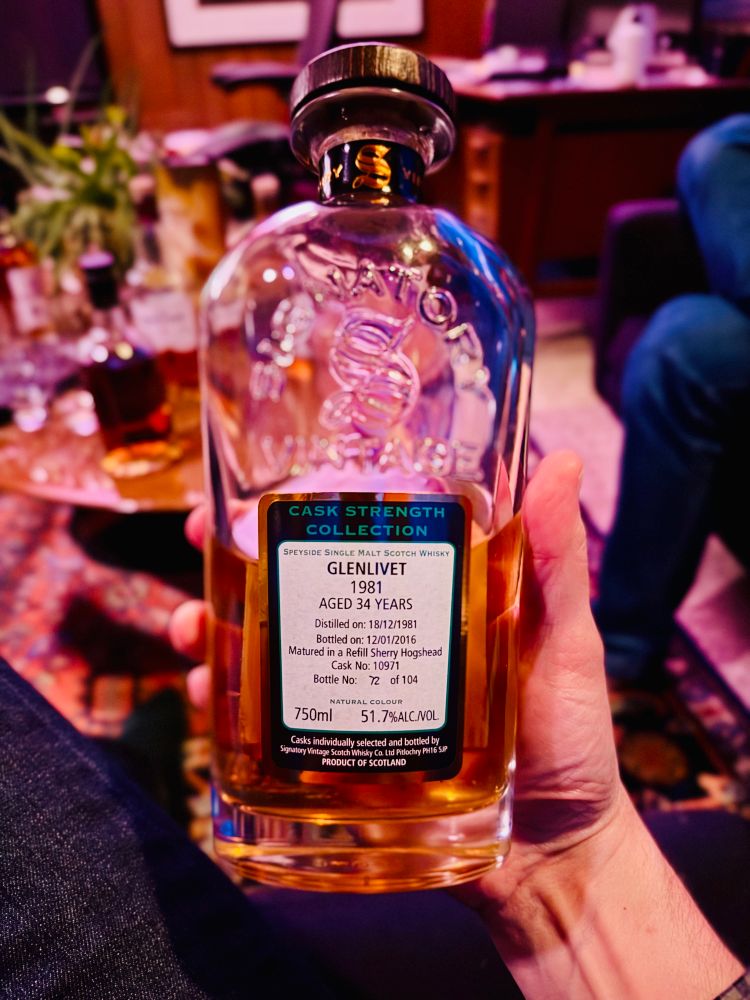 S
SIGNATORY
VINTAGE
CASK STRENGTH
COLLECTION
SPEYSIDE SINGLE MALT SCOTCH WHISKY
GLENLIVET
1981
AGED 34 YEARS
Distilled on: 18/12/1981
Bottled on: 12/01/2016
Matured in a Refill Sherry Hogshead
Cask No: 10971
Bottle No: 72 of 104
NATURAL COLOUR
750ml 51.7%ALC./VOL.
Casks individually selected and bottled by
Signatory Vintage Scotch Whisky Co. Ltd Pitlochry PH16 5JP
PRODUCT OF SCOTLAND